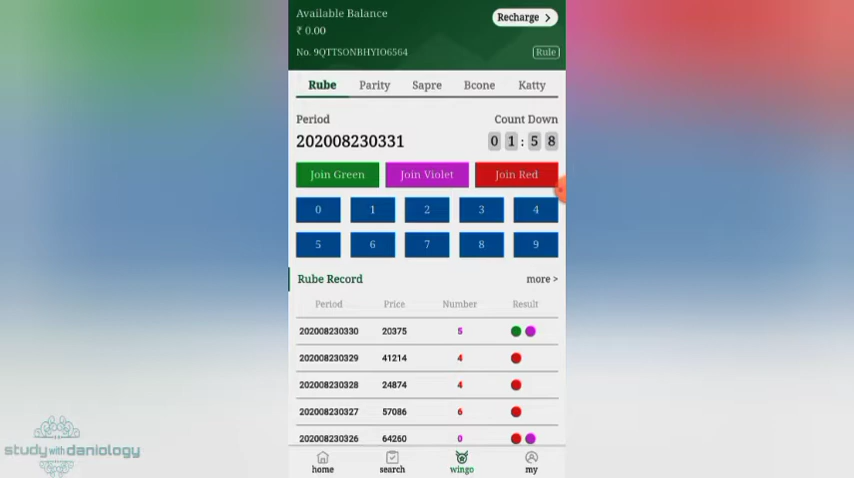 Available Balance
₹ 0.00
Recharge >
No. 9QTTSONBHYIO6564
Rule
Rube Parity Sapre Bcone Katty
Period Count Down
202008230331 0 1 : 5 8
Join Green Join Violet Join Red
0 1 2 3 4
5 6 7 8 9
Rube Record more >
Period Price Number Result
202008230330 20375 5
202008230329 41214 4
202008230328 24874 4
202008230327 57086 6
202008230326 64260 0
home search wingo my
study with daniology